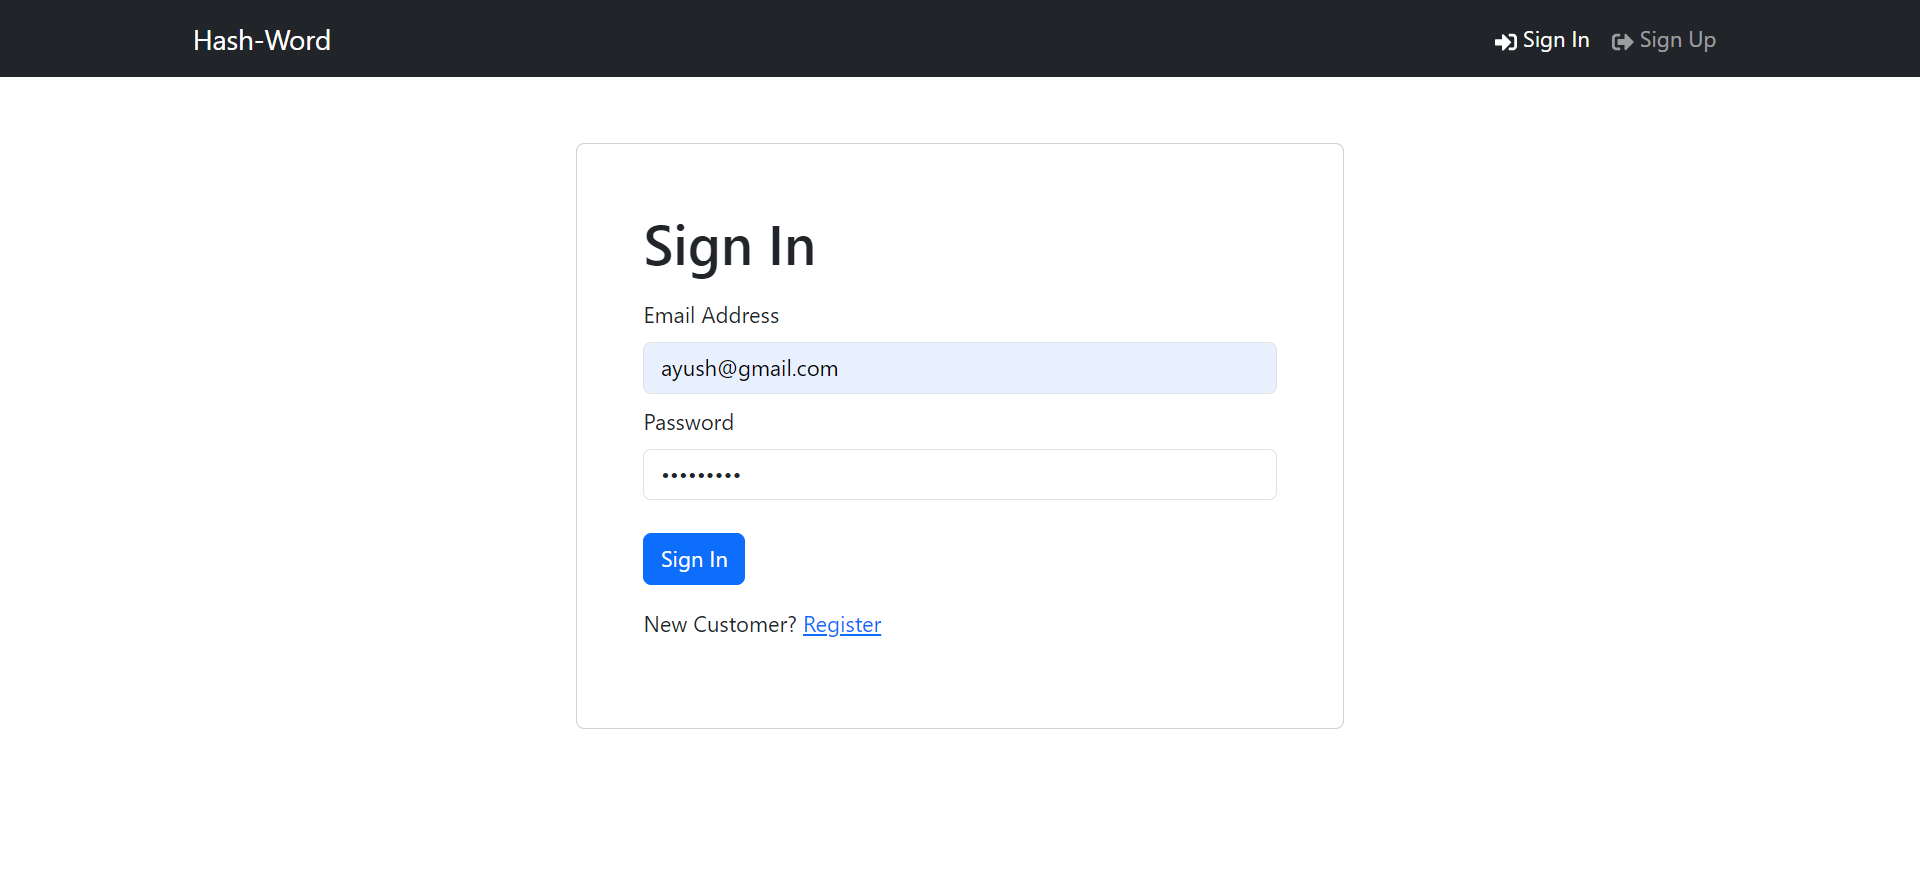 Hash-Word
Sign In
Sign Up
Sign In
Email Address
ayush@gmail.com
Password
•••••••••
Sign In
New Customer? Register